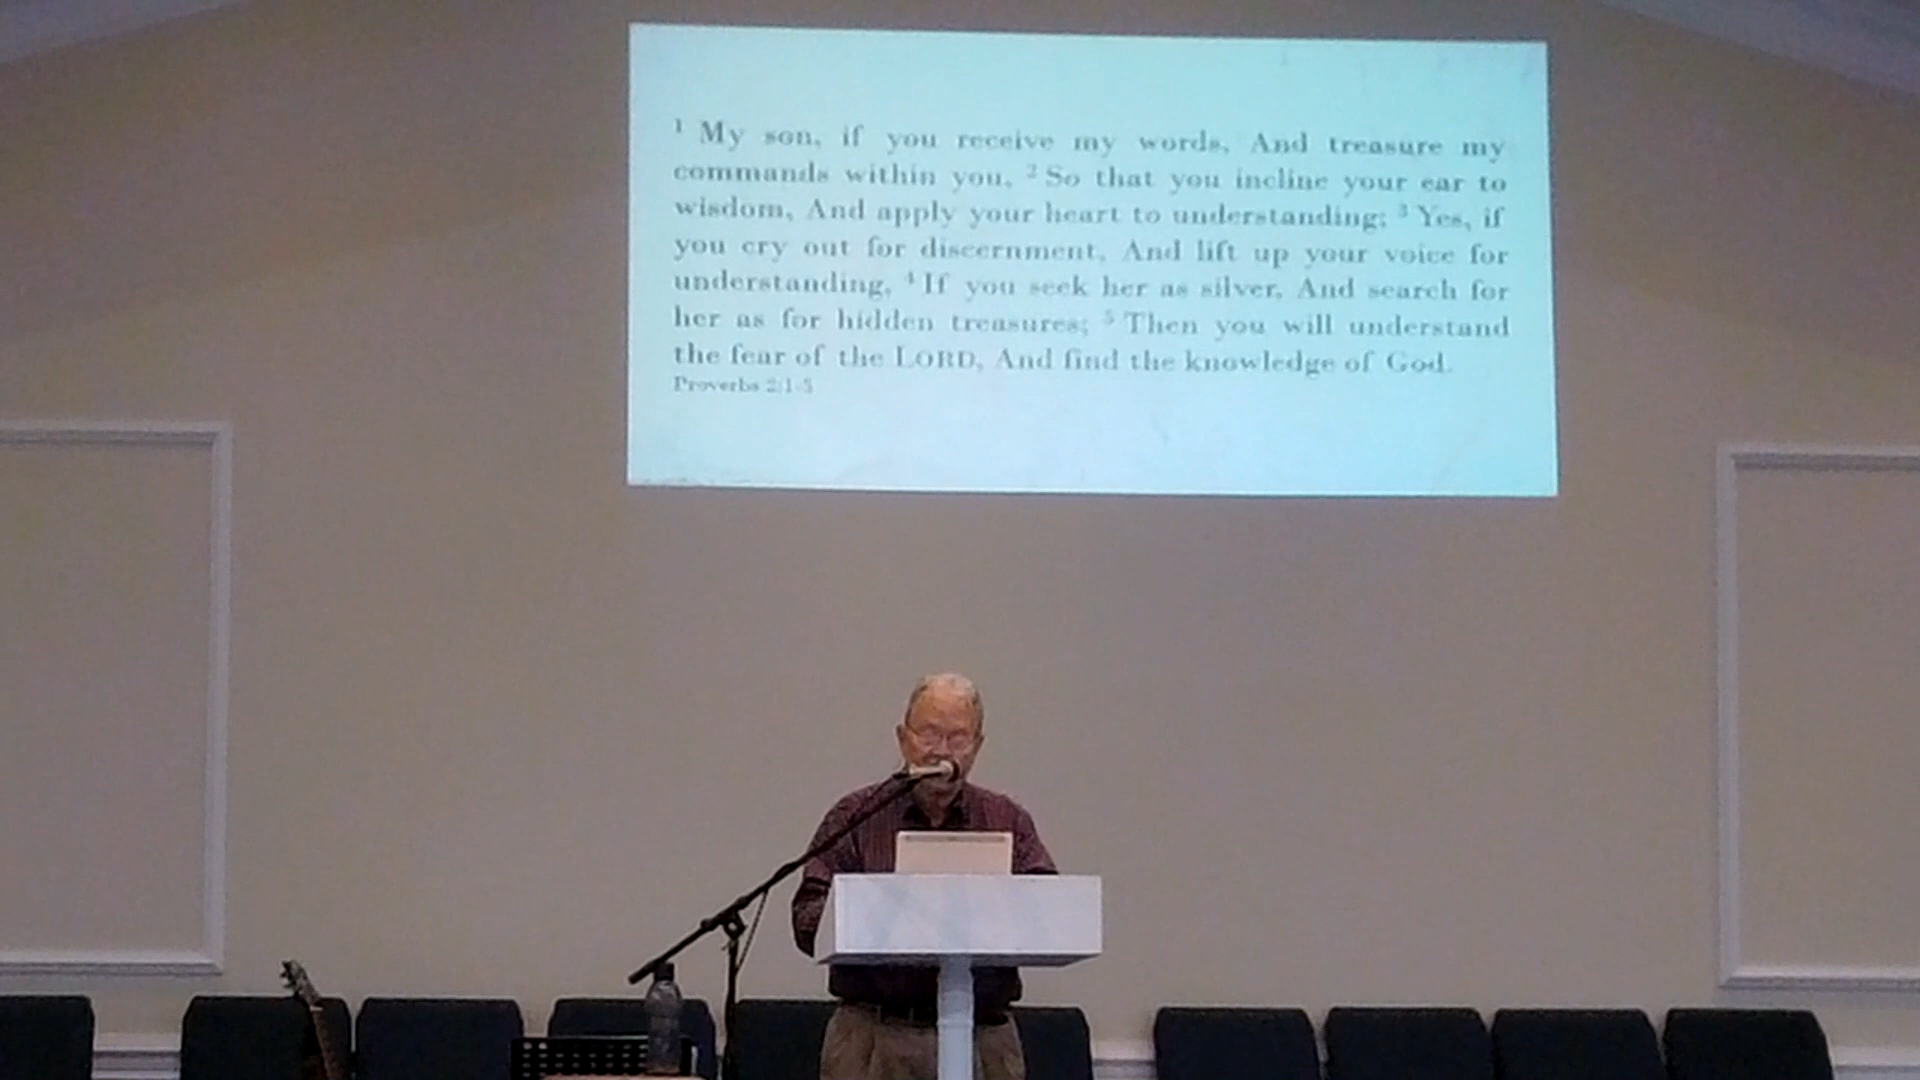 1 My son, if you receive my words, And treasure my
commands within you, 2 So that you incline your ear to
wisdom, And apply your heart to understanding; 3 Yes, if
you cry out for discernment, And lift up your voice for
understanding, 4 If you seek her as silver, And search for
her as for hidden treasures; 5 Then you will understand
the fear of the LORD, And find the knowledge of God.
Proverbs 2:1-5